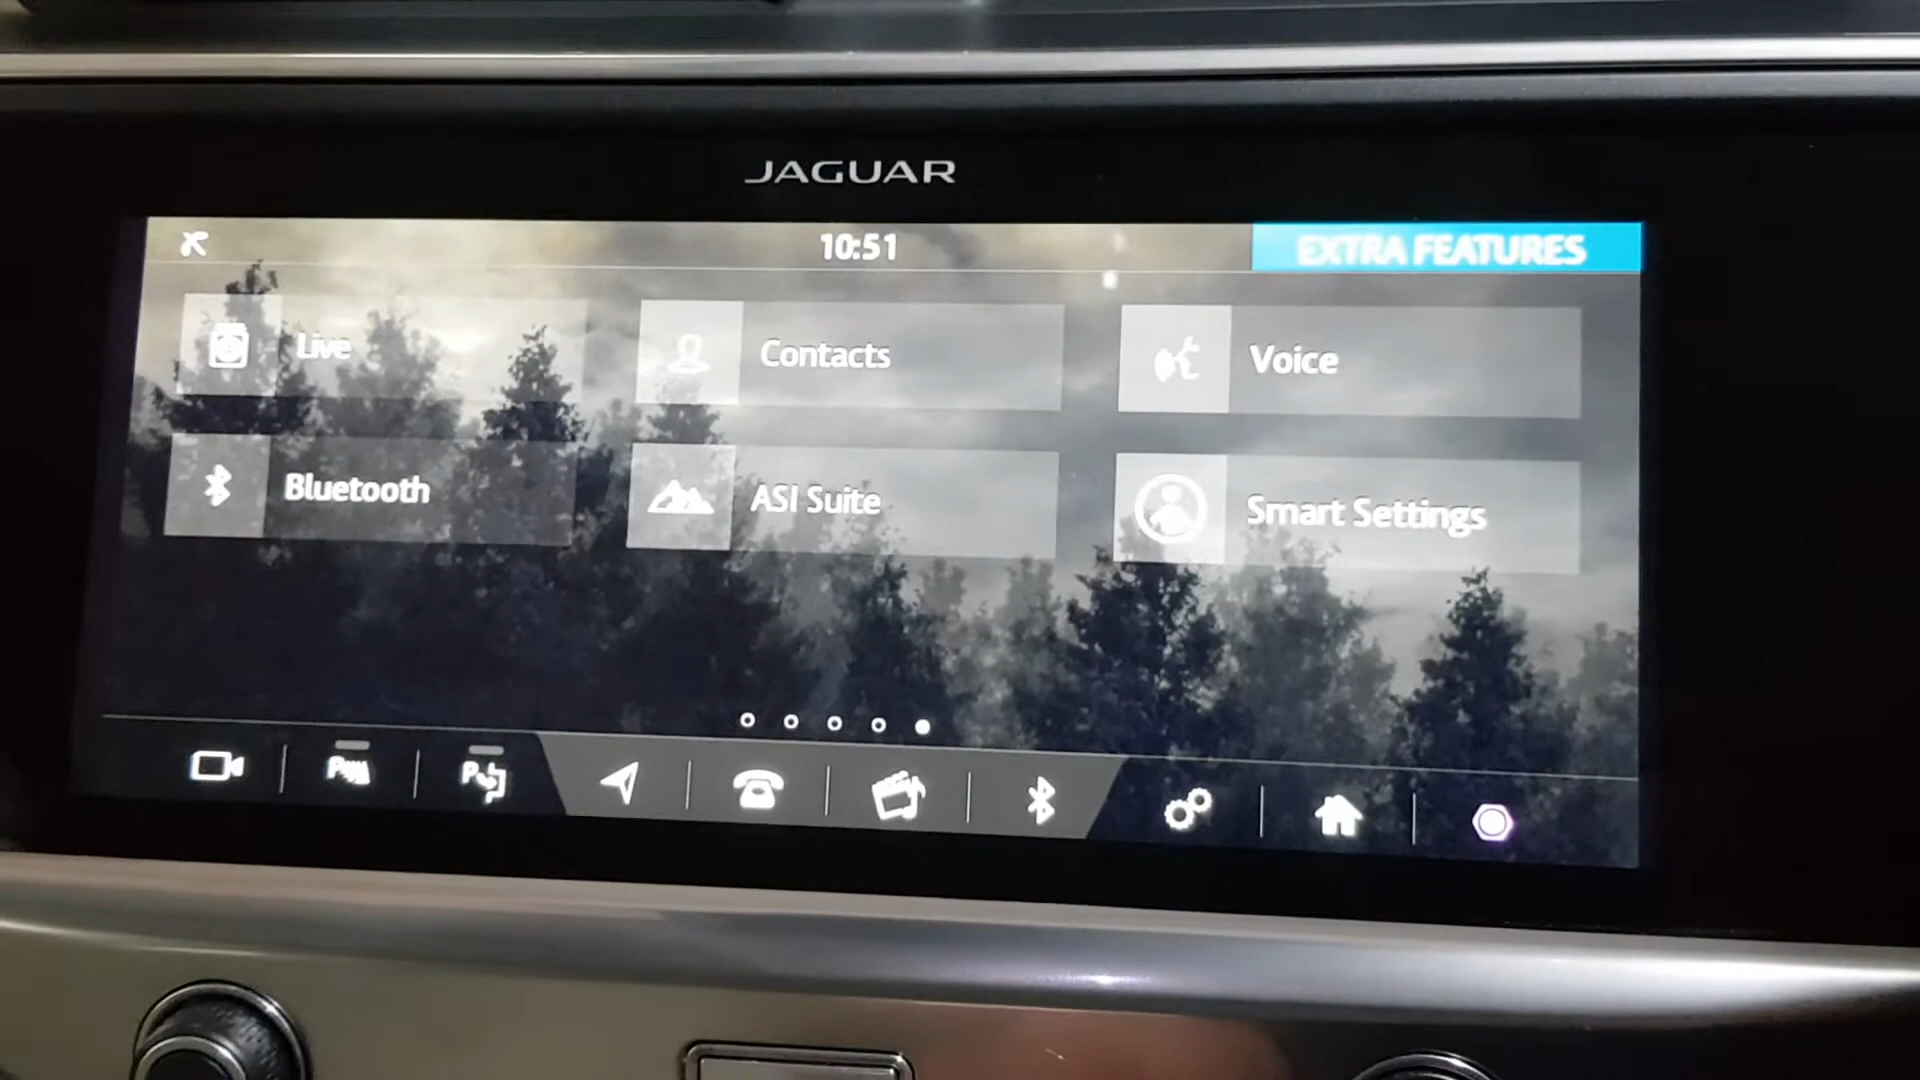 JAGUAR
10:51
EXTRA FEATURES
Live
Contacts
Voice
Bluetooth
ASI Suite
Smart Settings
P
P